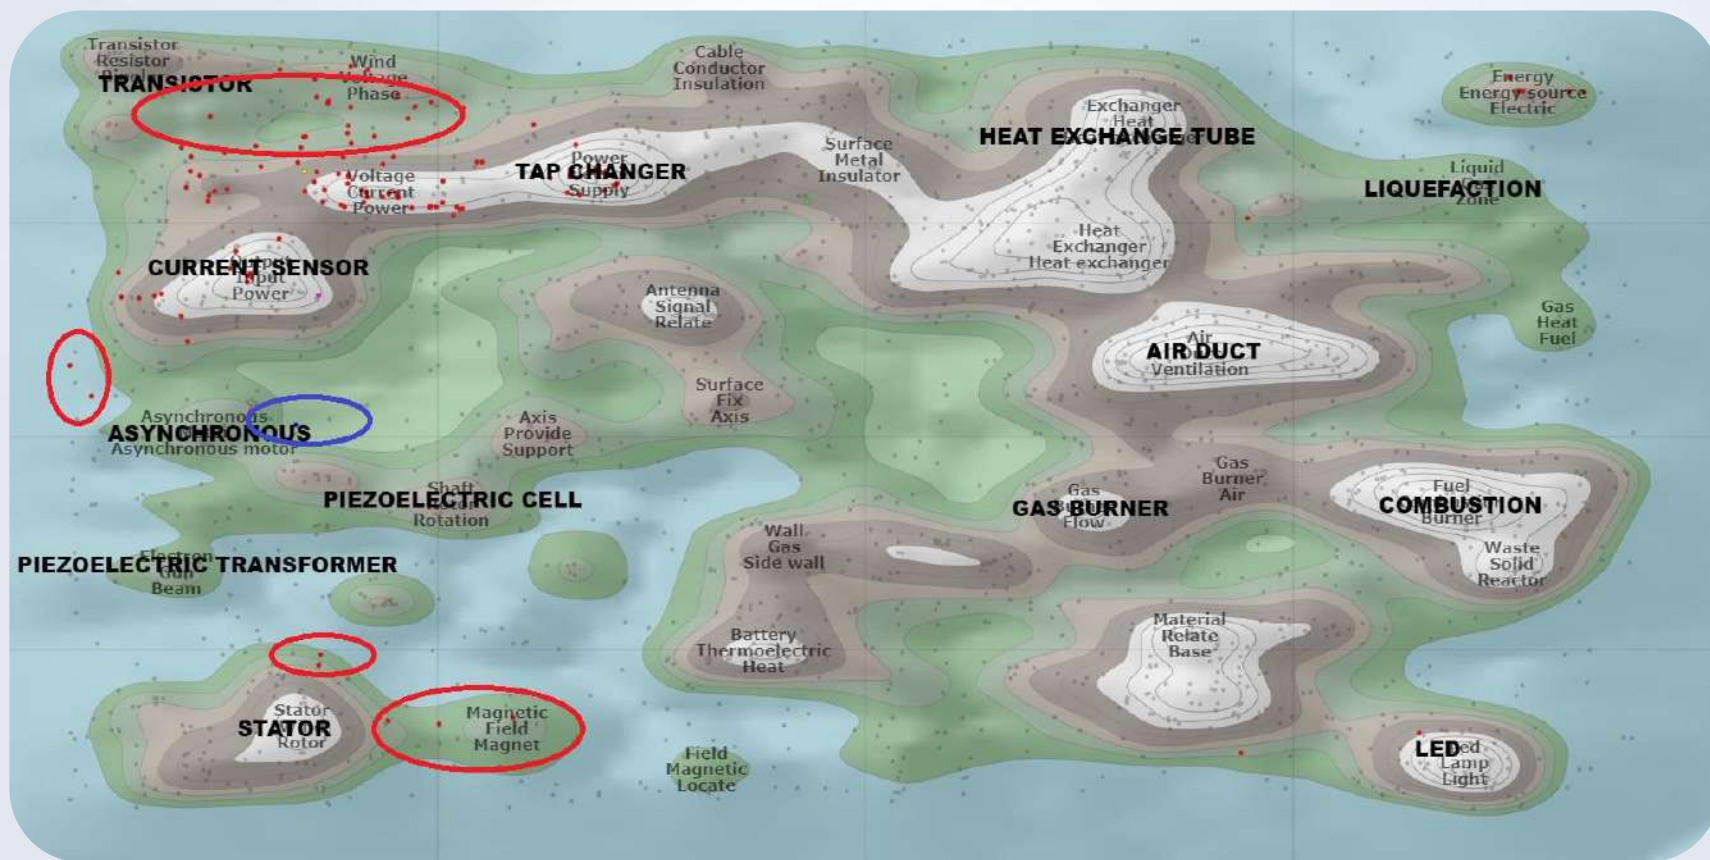 Transistor
Resistor
TRANSISTOR
Wind
Voltage
Phase
Cable
Conductor
Insulation
Exchanger
Heat
HEAT EXCHANGE TUBE
Energy
Energy source
Electric
Voltage
Current
Power
Power
TAP CHANGER
Supply
Surface
Metal
Insulator
Liquid
LIQUEFACTION
Zone
CURRENT SENSOR
Input
Power
Heat
Exchanger
Heat exchanger
Antenna
Signal
Relate
Air
AIR DUCT
Ventilation
Gas
Heat
Fuel
Asynchronous
ASYNCHRONOUS
Asynchronous motor
Surface
Fix
Axis
Axis
Provide
Support
Shaft
PIEZOELECTRIC CELL
Rotation
Gas
GAS BURNER
Flow
Gas
Burner
Air
Fuel
COMBUSTION
Burner
Waste
Solid
Reactor
Electron
PIEZOELECTRIC TRANSFORMER
Gun
Beam
Wall
Gas
Side wall
Battery
Thermoelectric
Heat
Material
Relate
Base
Stator
STATOR
Rotor
Magnetic
Field
Magnet
Field
Magnetic
Locate
LED
Lamp
Light